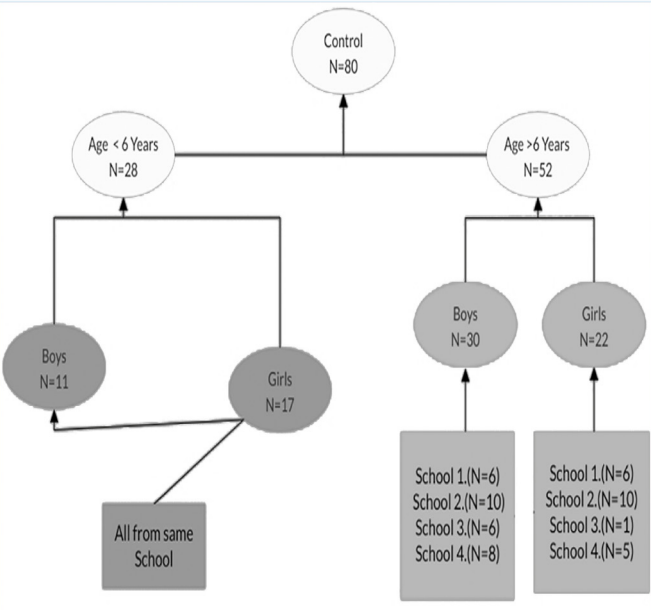 Control
N=80
Age < 6 Years
N=28
Age >6 Years
N=52
Boys
N=11
Girls
N=17
Boys
N=30
Girls
N=22
All from same
School
School 1.(N=6)
School 2.(N=10)
School 3.(N=6)
School 4.(N=8)
School 1.(N=6)
School 2.(N=10)
School 3.(N=1)
School 4.(N=5)